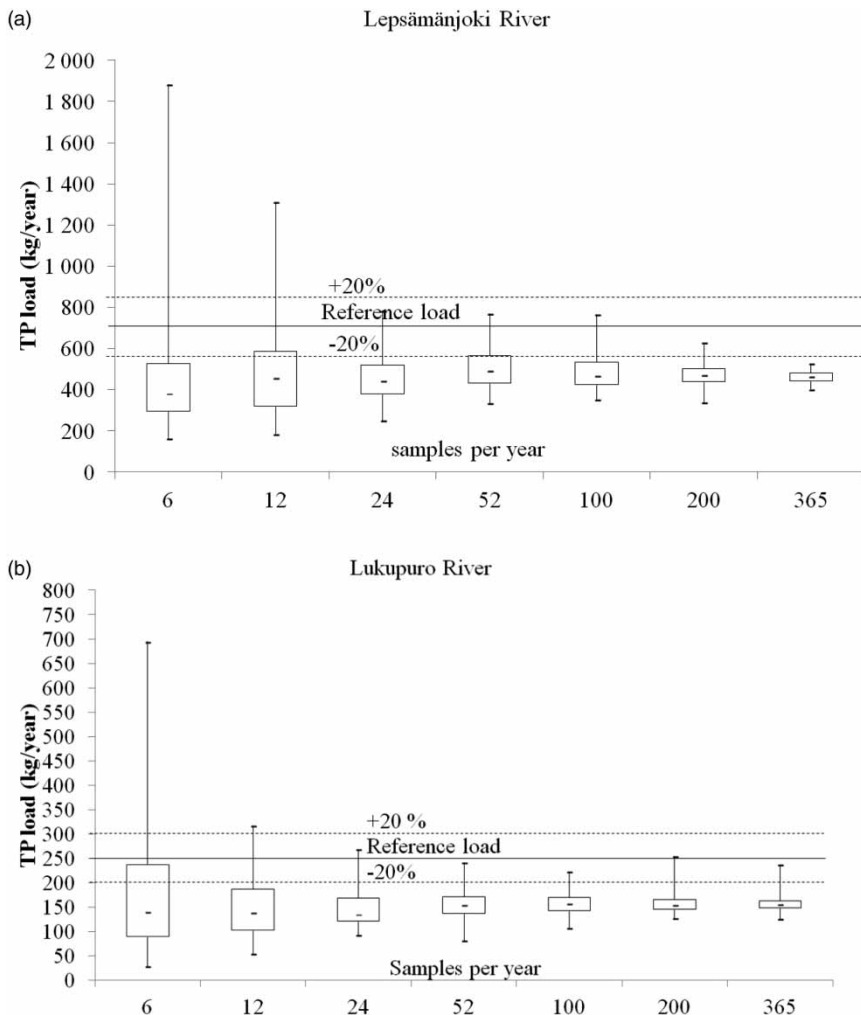 (a)
Lepsämänjoki River
TP load (kg/year)
2 000
1 800
1 600
1 400
1 200
1 000
800
600
400
200
0
+20%
Reference load
-20%
samples per year
6 12 24 52 100 200 365
(b)
Lukupuro River
TP load (kg/year)
800
750
700
650
600
550
500
450
400
350
300
250
200
150
100
50
0
+20 %
Reference load
-20%
Samples per year
6 12 24 52 100 200 365